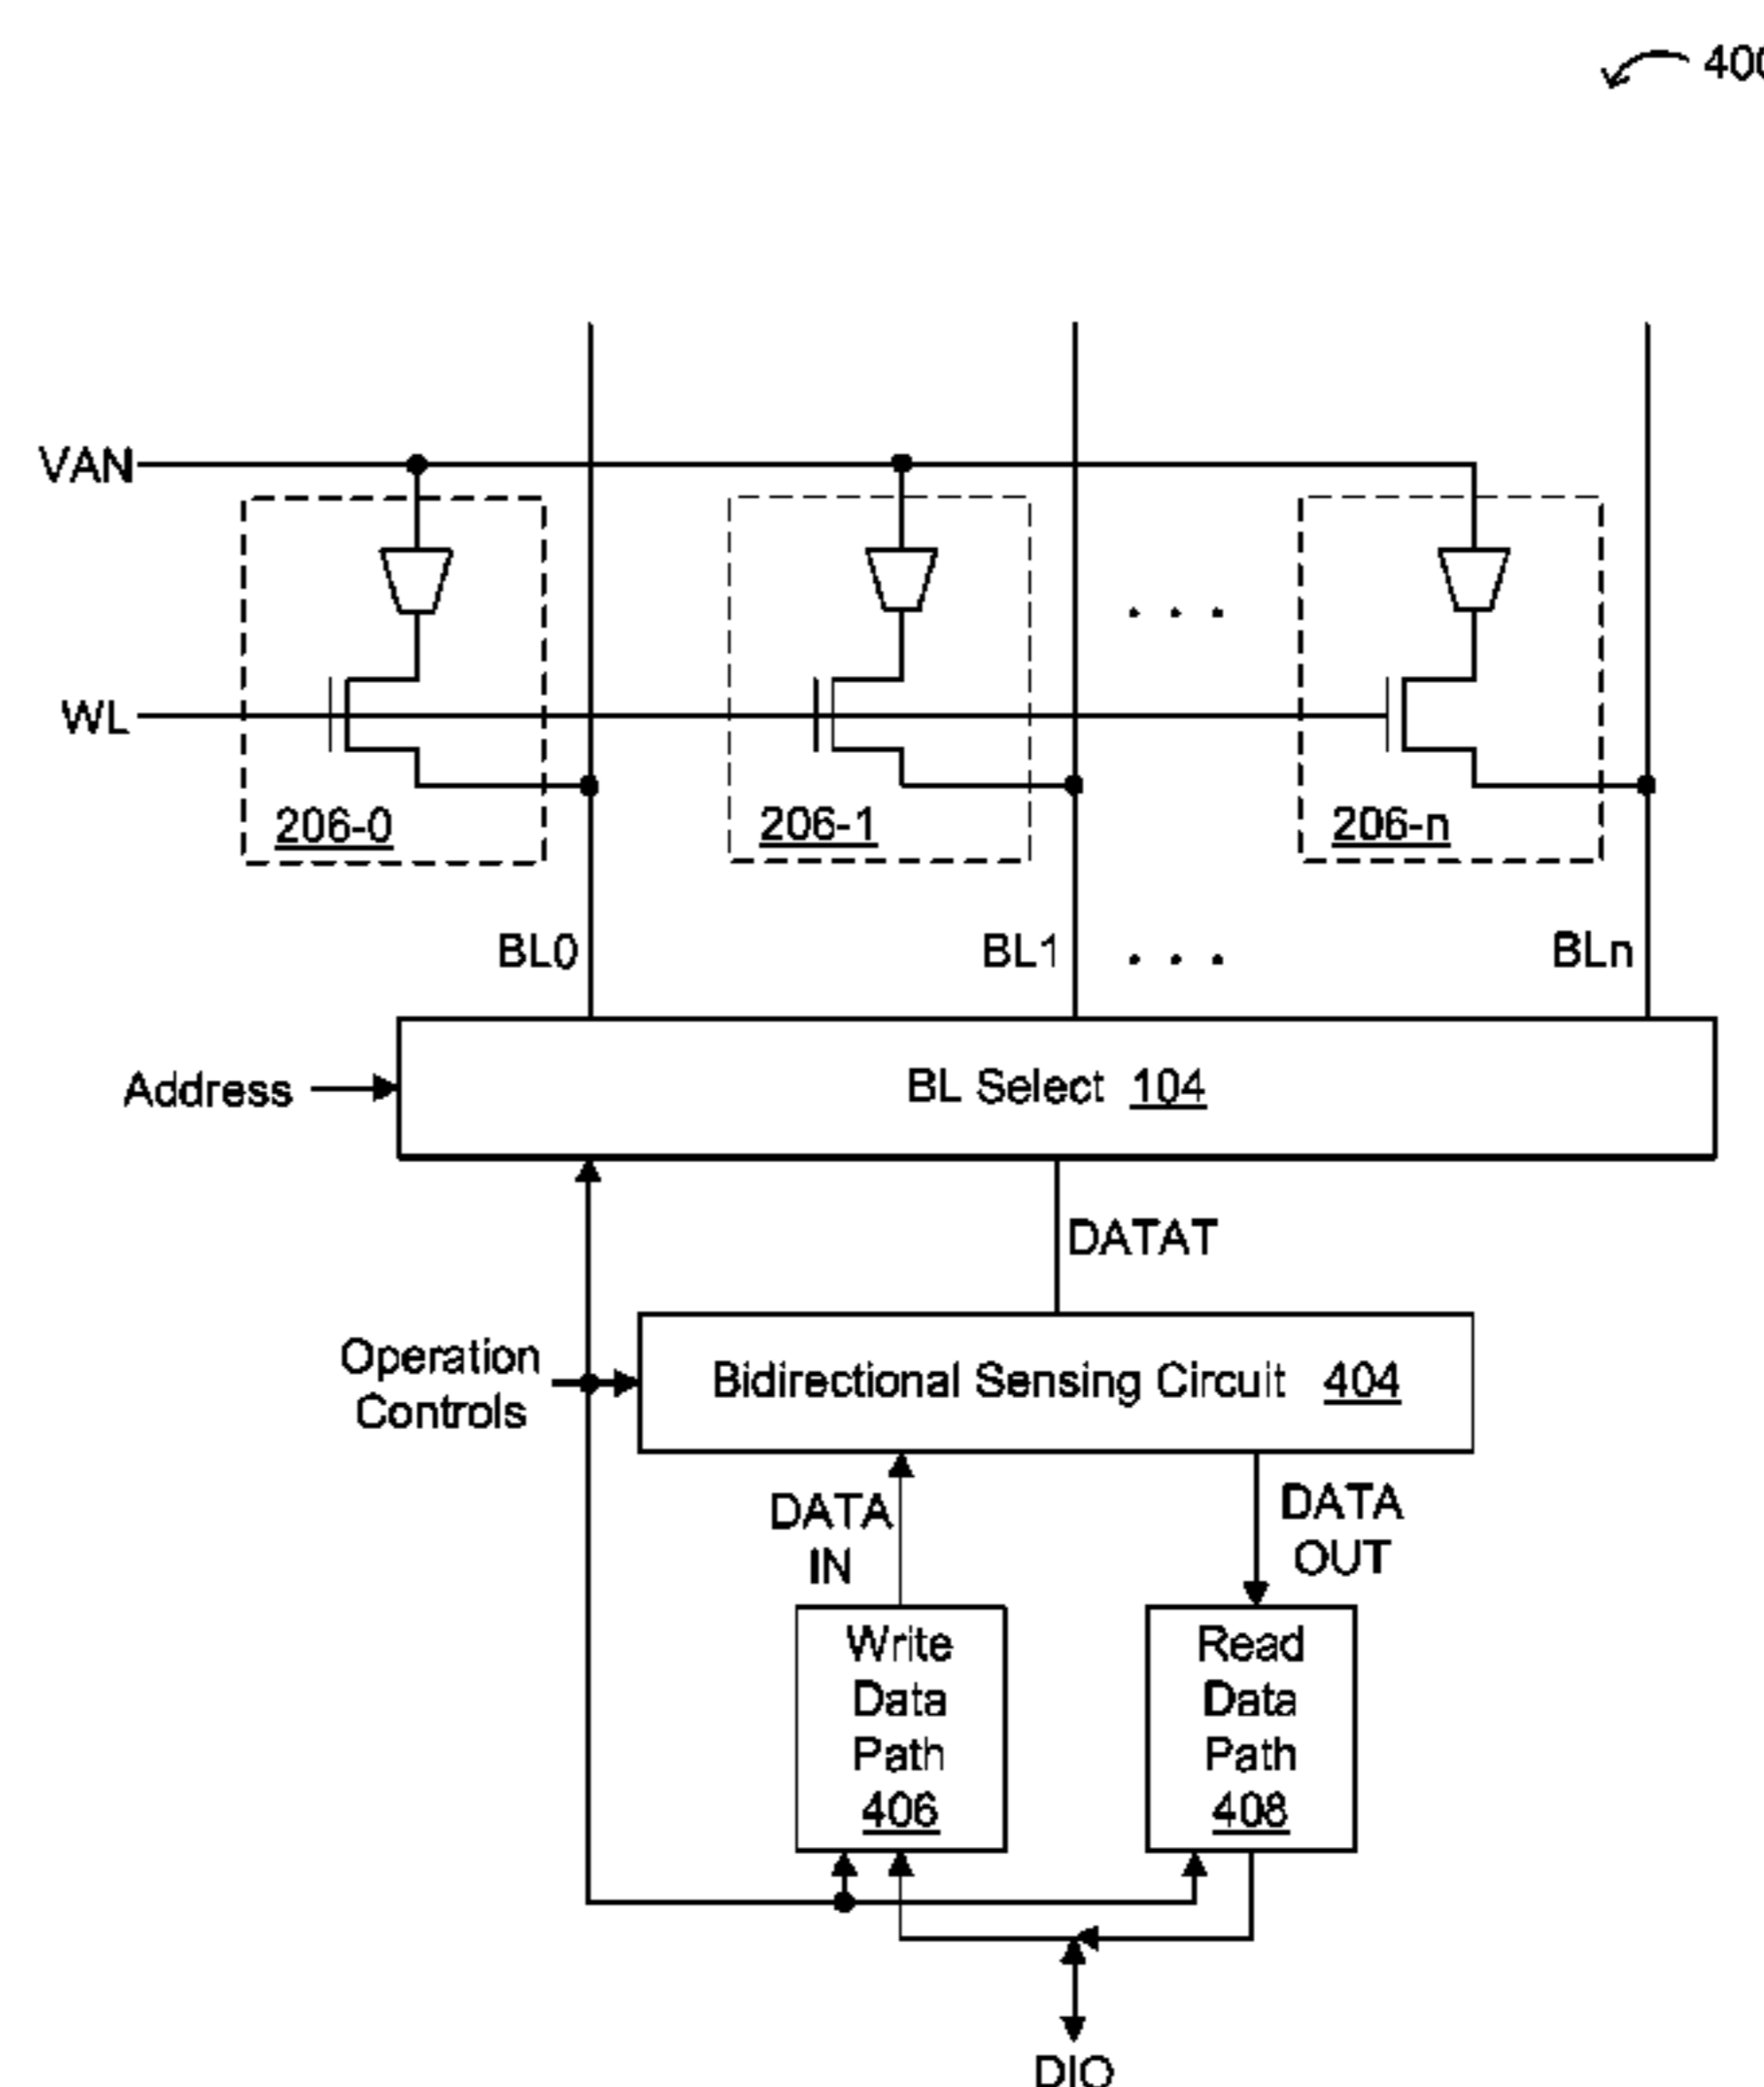 400
VAN
WL
206-0
206-1
206-n
BL0
BL1
BLn
Address
BL Select 104
DATAT
Operation
Controls
Bidirectional Sensing Circuit 404
DATA
IN
DATA
OUT
Write
Data
Path
406
Read
Data
Path
408
DIO